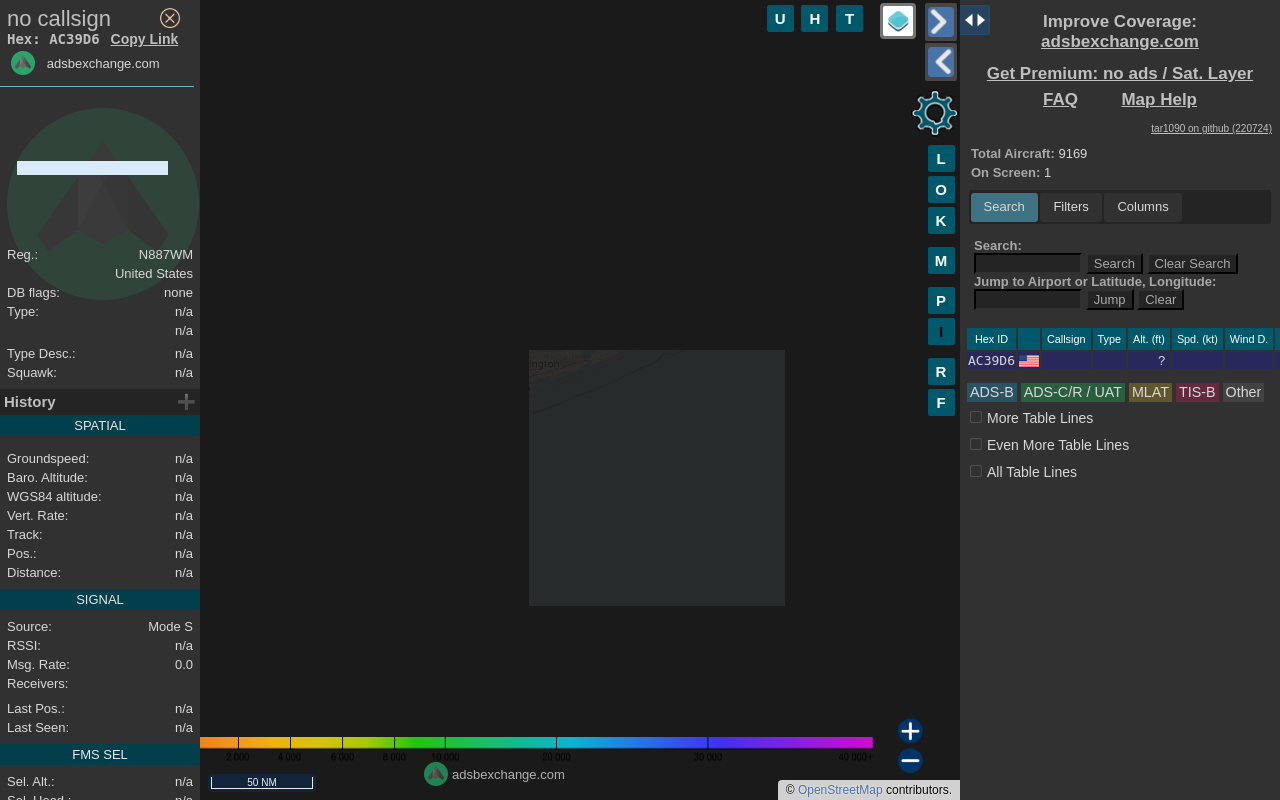 no callsign
Hex: AC39D6 Copy Link
adsbexchange.com
Reg.: N887WM
United States
DB flags: none
Type: n/a
n/a
Type Desc.: n/a
Squawk: n/a
History
SPATIAL
Groundspeed: n/a
Baro. Altitude: n/a
WGS84 altitude: n/a
Vert. Rate: n/a
Track: n/a
Pos.: n/a
Distance: n/a
SIGNAL
Source: Mode S
RSSI: n/a
Msg. Rate: 0.0
Receivers:
Last Pos.: n/a
Last Seen: n/a
FMS SEL
Sel. Alt.: n/a
Sel. Head.: n/a
U H T
L
O
K
M
P
I
R
F
ington
2 000 4 000 6 000 8 000 10 000 20 000 30 000 40 000+
50 NM
adsbexchange.com
© OpenStreetMap contributors.
Improve Coverage:
adsbexchange.com
Get Premium: no ads / Sat. Layer
FAQ Map Help
tar1090 on github (220724)
Total Aircraft: 9169
On Screen: 1
Search Filters Columns
Search:
Search Clear Search
Jump to Airport or Latitude, Longitude:
Jump Clear
Hex ID Callsign Type Alt. (ft) Spd. (kt) Wind D.
AC39D6 ?
ADS-B ADS-C/R / UAT MLAT TIS-B Other
More Table Lines
Even More Table Lines
All Table Lines